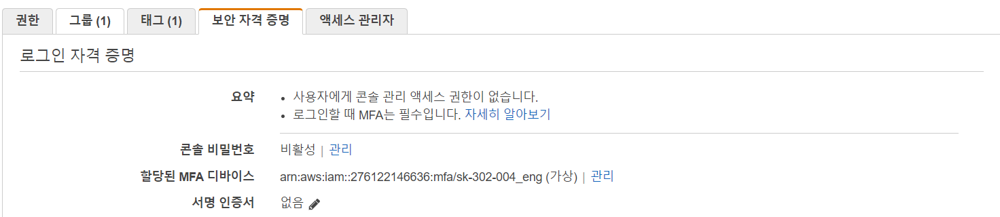 권한 그룹 (1) 태그 (1) 보안 자격 증명 액세스 관리자
로그인 자격 증명
요약 • 사용자에게 콘솔 관리 액세스 권한이 없습니다.
• 로그인할 때 MFA는 필수입니다. 자세히 알아보기
콘솔 비밀번호 비활성 | 관리
할당된 MFA 디바이스 arn:aws:iam::276122146636:mfa/sk-302-004_eng (가상) | 관리
서명 인증서 없음